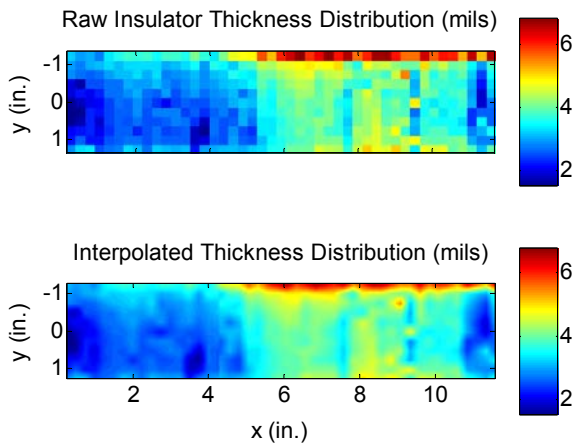 Raw Insulator Thickness Distribution (mils)
6
-1
y (in.)
0
4
1
2
Interpolated Thickness Distribution (mils)
6
-1
y (in.)
0
4
1
2
2 4 6 8 10
x (in.)